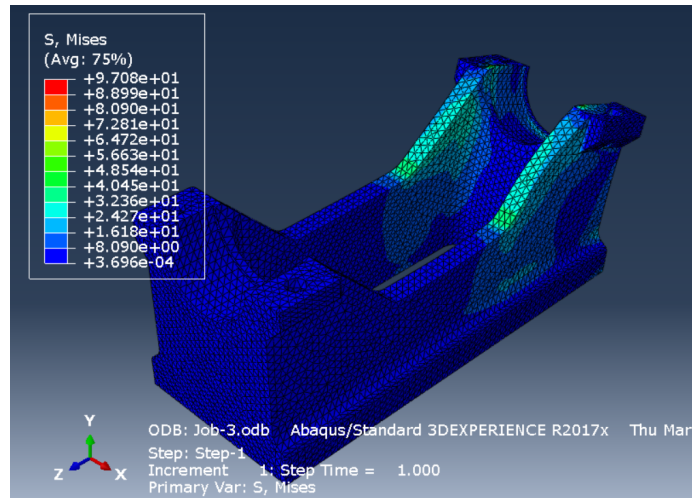 S, Mises
(Avg: 75%)
+9.708e+01
+8.899e+01
+8.090e+01
+7.281e+01
+6.472e+01
+5.663e+01
+4.854e+01
+4.045e+01
+3.236e+01
+2.427e+01
+1.618e+01
+8.090e+00
+3.696e-04
Y
Z X
ODB: Job-3.odb Abaqus/Standard 3DEXPERIENCE R2017x Thu Mar
Step: Step-1
Increment 1: Step Time = 1.000
Primary Var: S, Mises